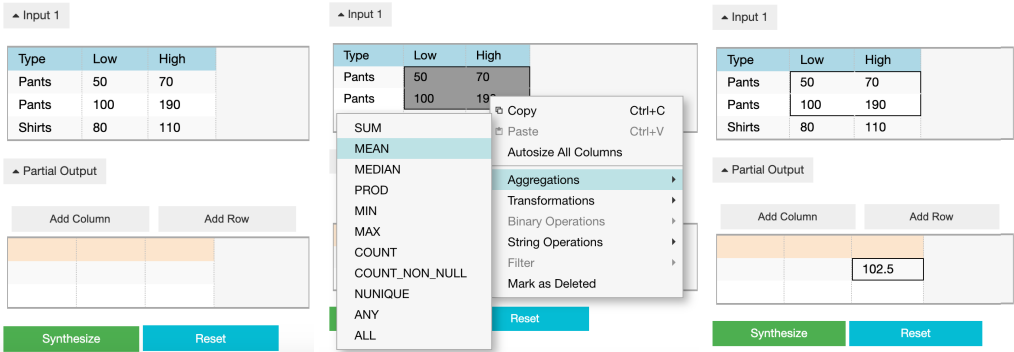 Input 1
Type Low High
Pants 50 70
Pants 100 190
Shirts 80 110
Partial Output
Add Column Add Row
Synthesize Reset
Input 1
Type Low High
Pants 50 70
Pants 100 19
Copy Ctrl+C
Paste Ctrl+V
Autosize All Columns
Aggregations
Transformations
Binary Operations
String Operations
Filter
Mark as Deleted
SUM
MEAN
MEDIAN
PROD
MIN
MAX
COUNT
COUNT_NON_NULL
NUNIQUE
ANY
ALL
Reset
Input 1
Type Low High
Pants 50 70
Pants 100 190
Shirts 80 110
Partial Output
Add Column Add Row
102.5
Synthesize Reset